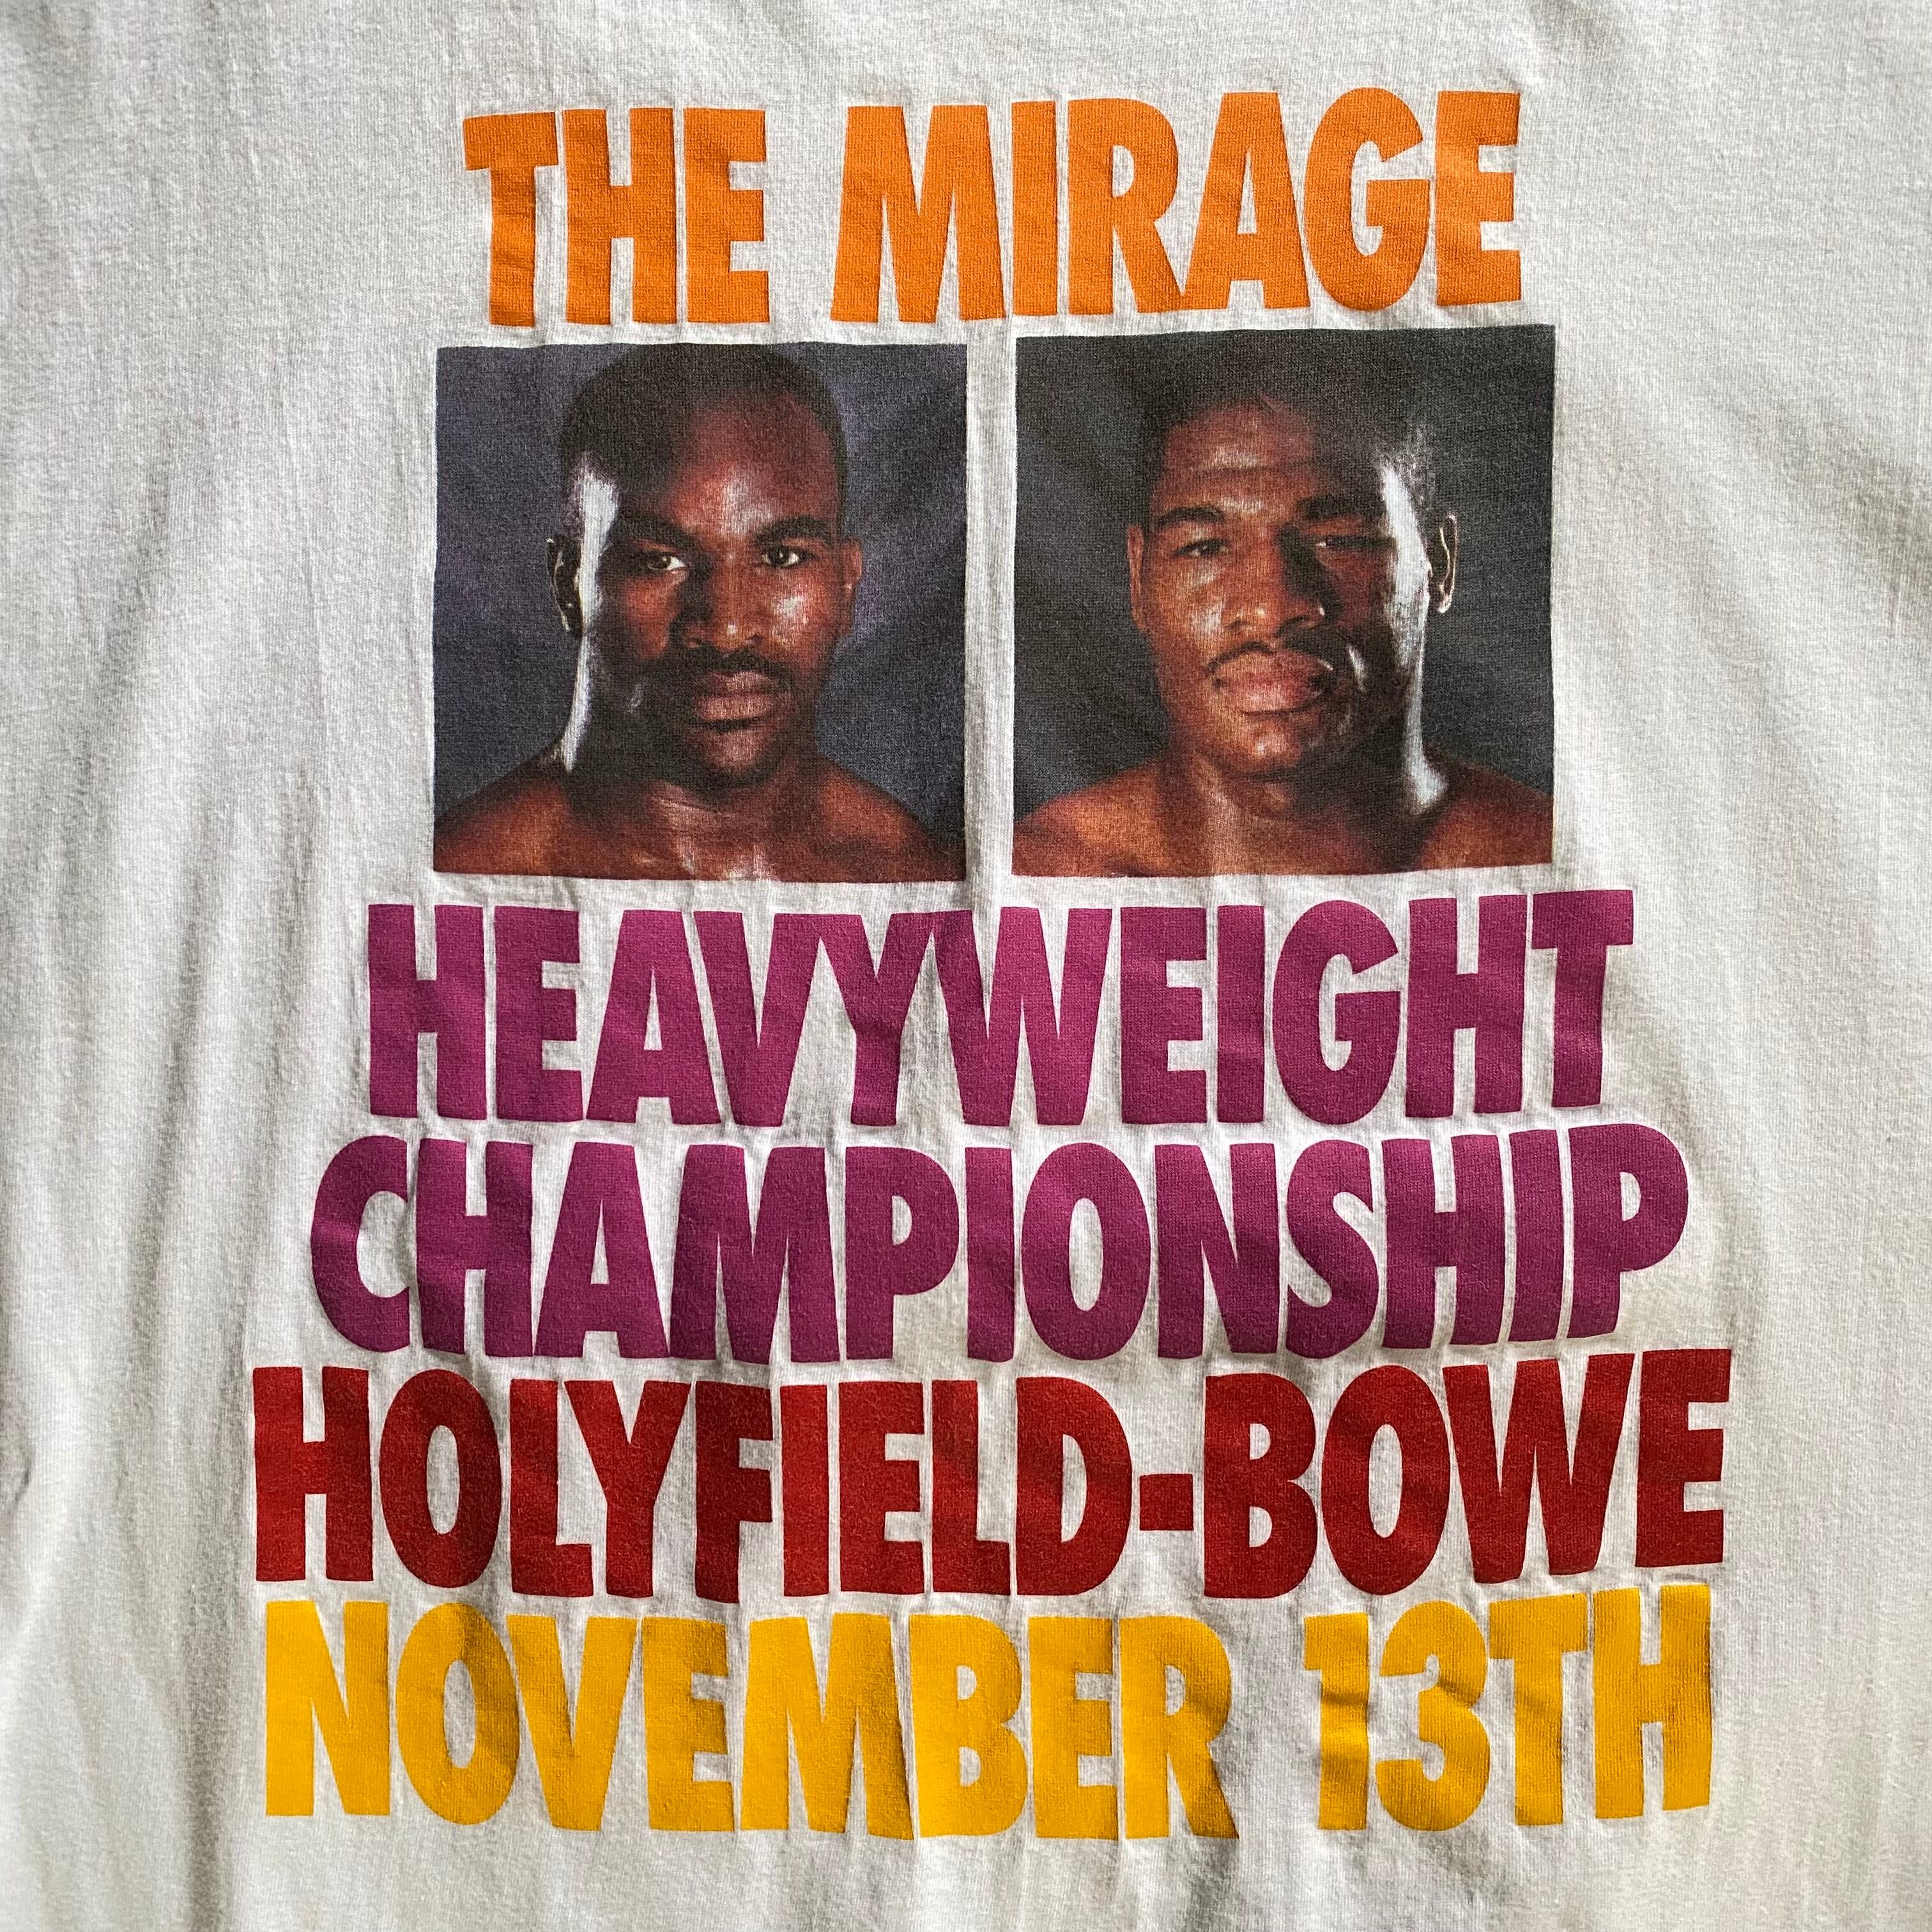 THE MIRAGE
HEAVYWEIGHT
CHAMPIONSHIP
HOLYFIELD-BOWE
NOVEMBER 13TH